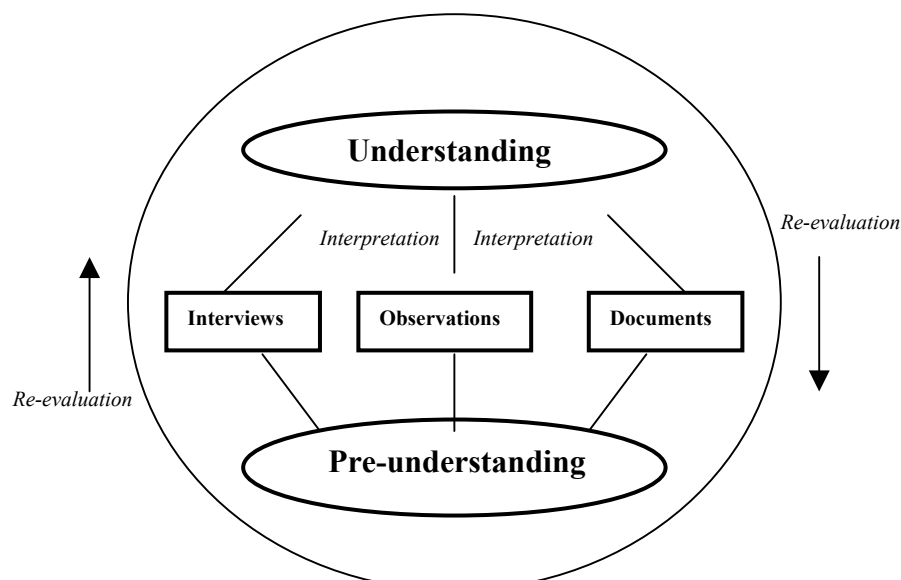 Understanding
Interpretation Interpretation
Re-evaluation
Interviews
Observations
Documents
Re-evaluation
Pre-understanding